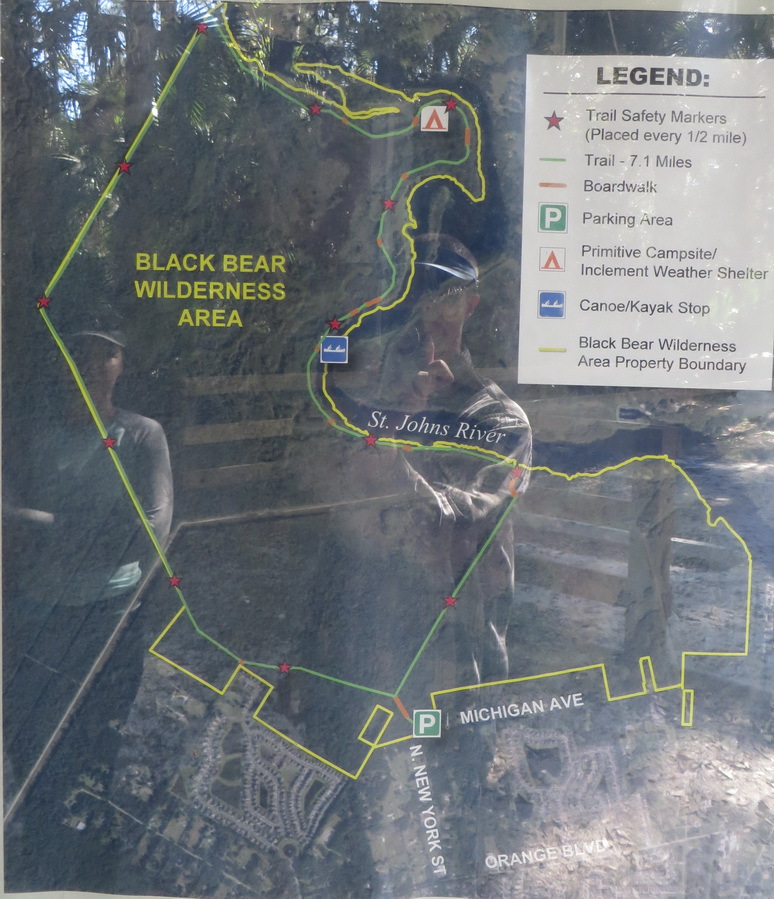 LEGEND:
Trail Safety Markers
(Placed every 1/2 mile)
Trail - 7.1 Miles
Boardwalk
P
Parking Area
Primitive Campsite/
Inclement Weather Shelter
Canoe/Kayak Stop
Black Bear Wilderness
Area Property Boundary
BLACK BEAR
WILDERNESS
AREA
St. Johns River
P
MICHIGAN AVE
N. NEW YORK ST
ORANGE BLVD